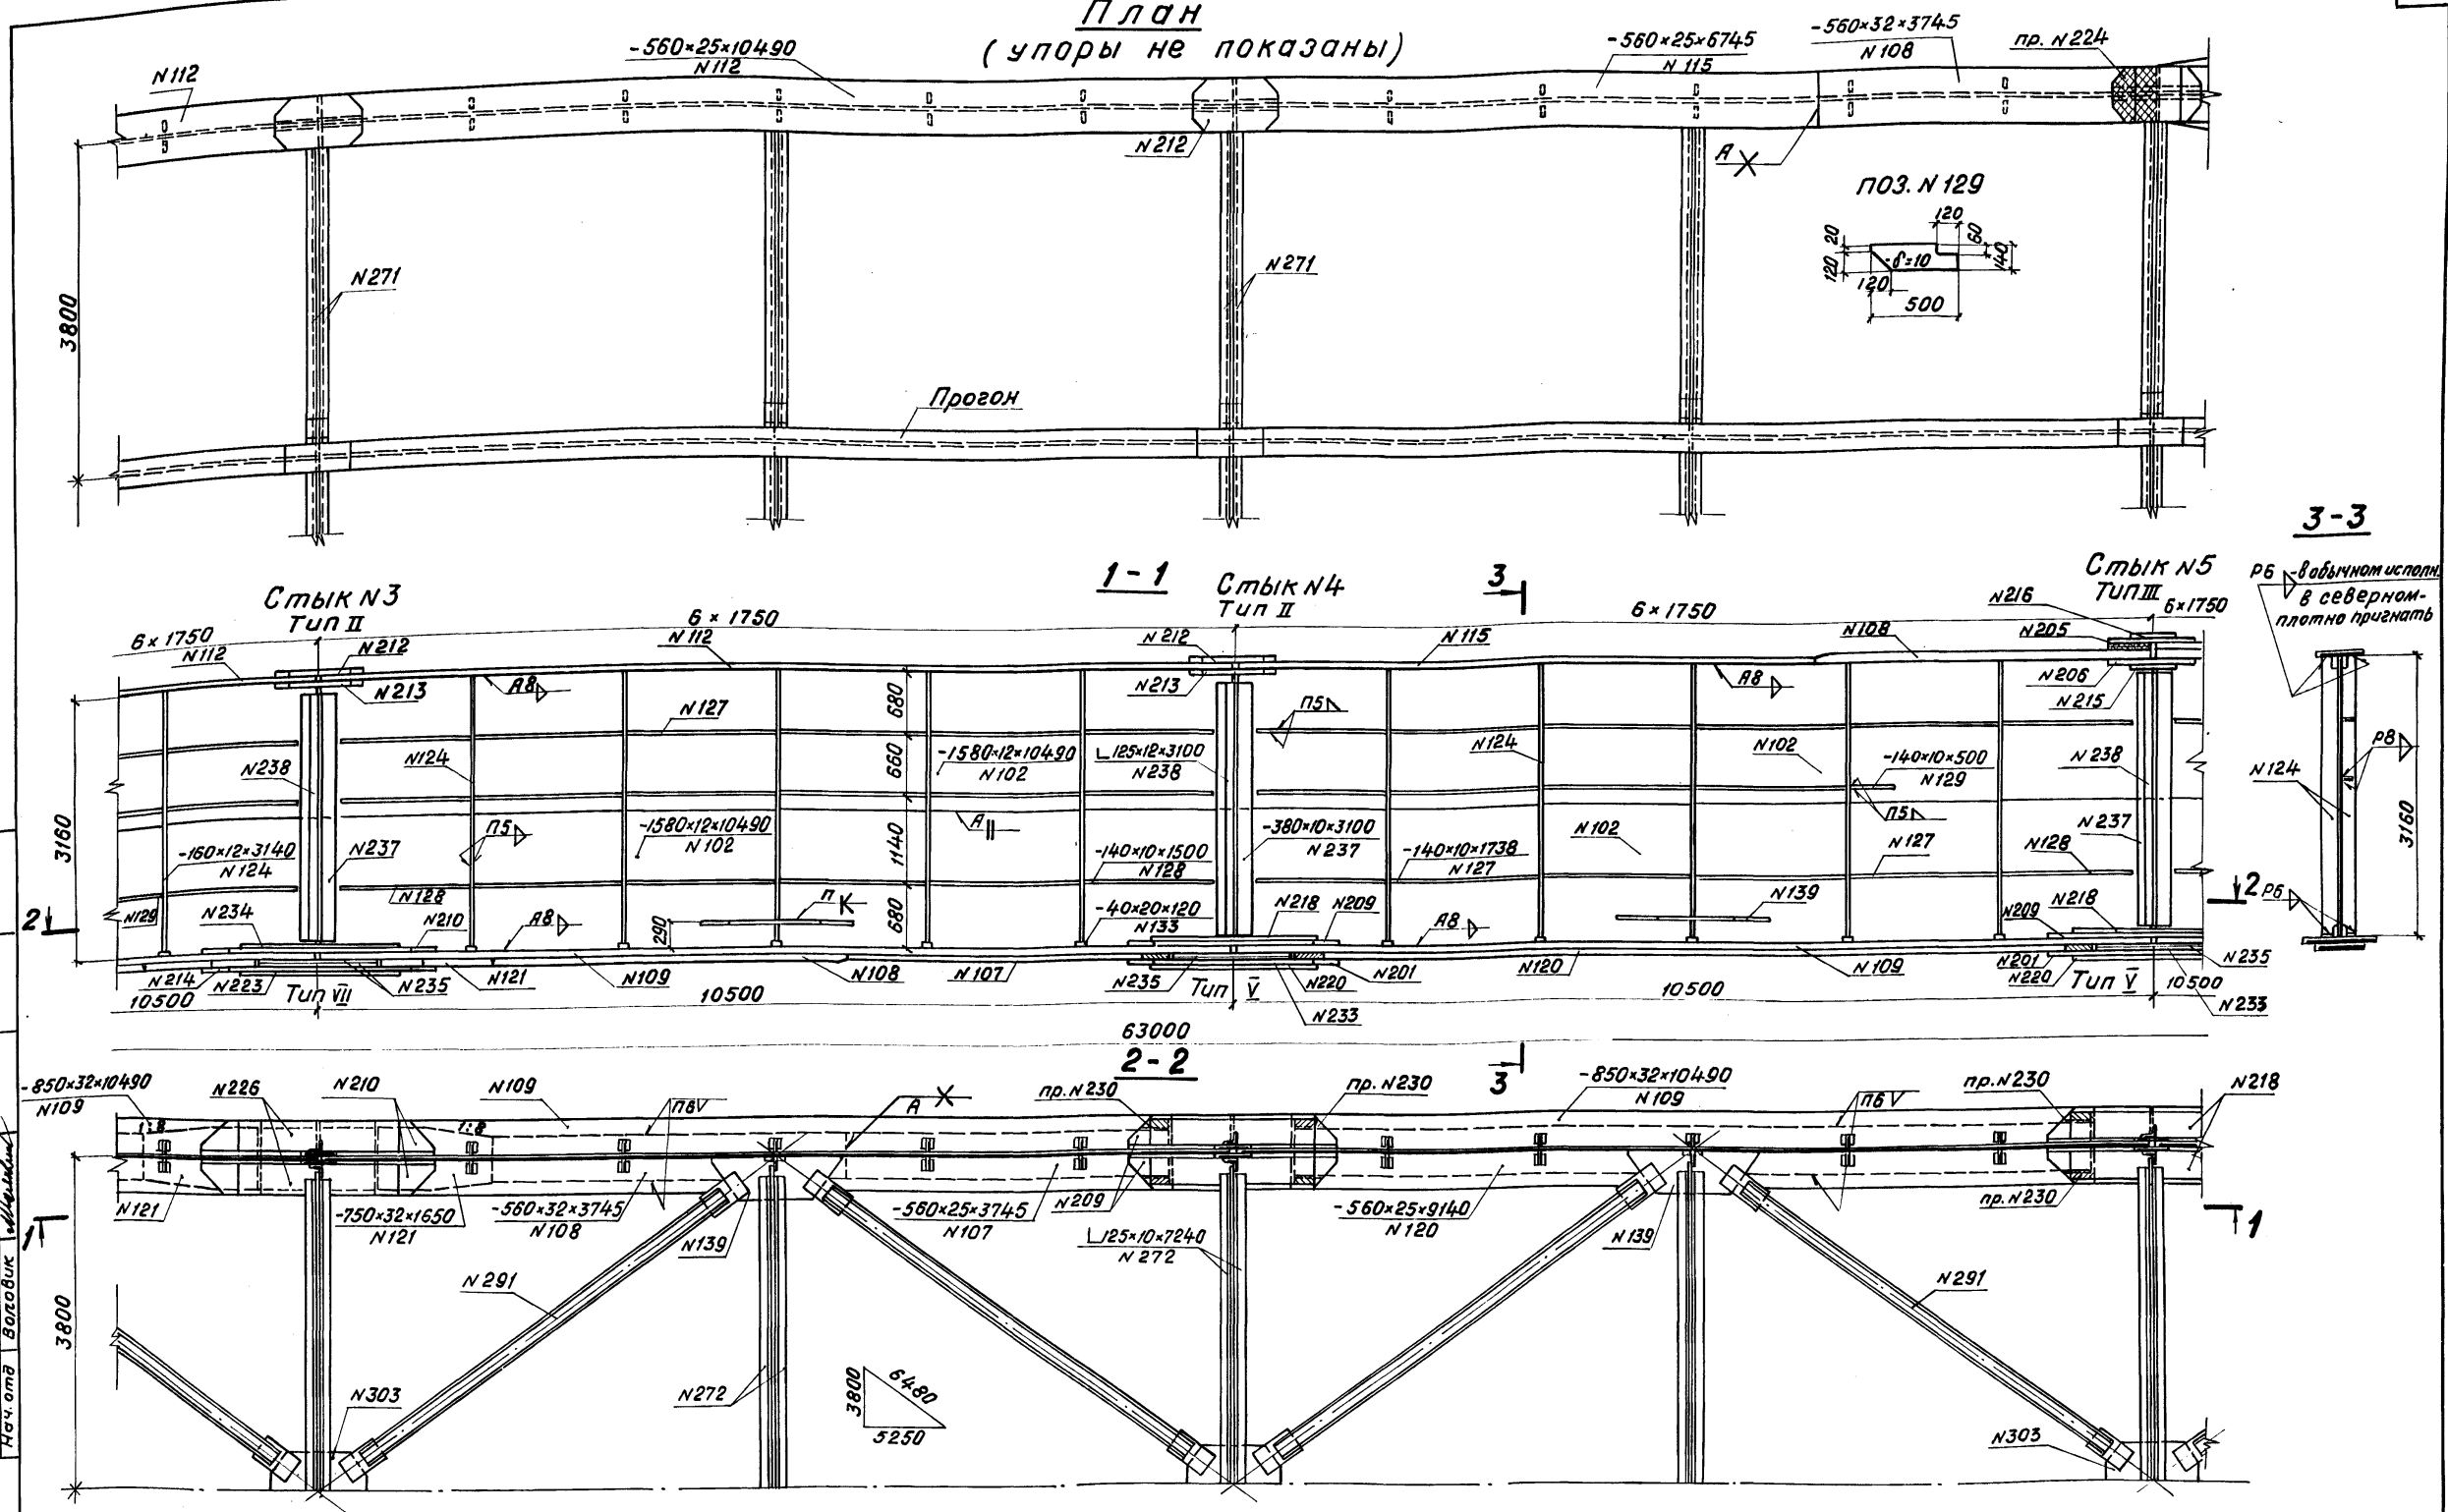 План
(упоры не показаны)
N112
-560×25×10490
N112
-560×25×6745
N 115
-560×32×3745
N 108
пр. N224
N212
А
ПОЗ. N 129
120
20
60
120
-δ=10
140
120
500
3800
N271
N271
Прогон
1-1
3-3
Стык N3
Тип II
Стык N4
Тип II
3
Стык N5
Тип III
6×1750
6 × 1750
6 × 1750
6×1750
Р6 -в обычном исполн.
в северном-
плотно пригнать
N112
N212
N112
N212
N115
N108
N205
N216
N213
А8
N213
А8
N206
N215
680
N127
П5
660
-1580×12×10490
N102
∟125×12×3100
N238
N124
N102
-140×10×500
N129
N238
N238
N124
N124
Р8
3160
3160
П5
-1580×12×10490
N102
А
1140
-380×10×3100
N237
N102
П5
N237
-160×12×3140
N124
N237
-140×10×1500
N128
-140×10×1738
N127
N127
N128
N128
N129
N234
N210
А8
290
П
680
-40×20×120
N133
N218
N209
А8
N139
N209
N218
2
2
Р6
N214
N223
Тип VII
N235
N121
N109
N108
N107
N235
Тип V
N220
N201
N120
N109
N201
N220
Тип V
N235
10500
10500
10500
10500
N233
N233
63000
2-2
3
-850×32×10490
N109
N226
N210
N109
П6
А
пр. N230
пр. N230
-850×32×10490
N109
П6
пр. N230
N218
1:8
1:8
N121
-750×32×1650
N121
-560×32×3745
N108
N139
-560×25×3745
N107
N209
∟125×10×7240
N272
-560×25×9140
N120
N139
пр. N230
1
1
N291
N291
3800
N303
N272
3800
6480
5250
N303
Нач. отд
Воловик